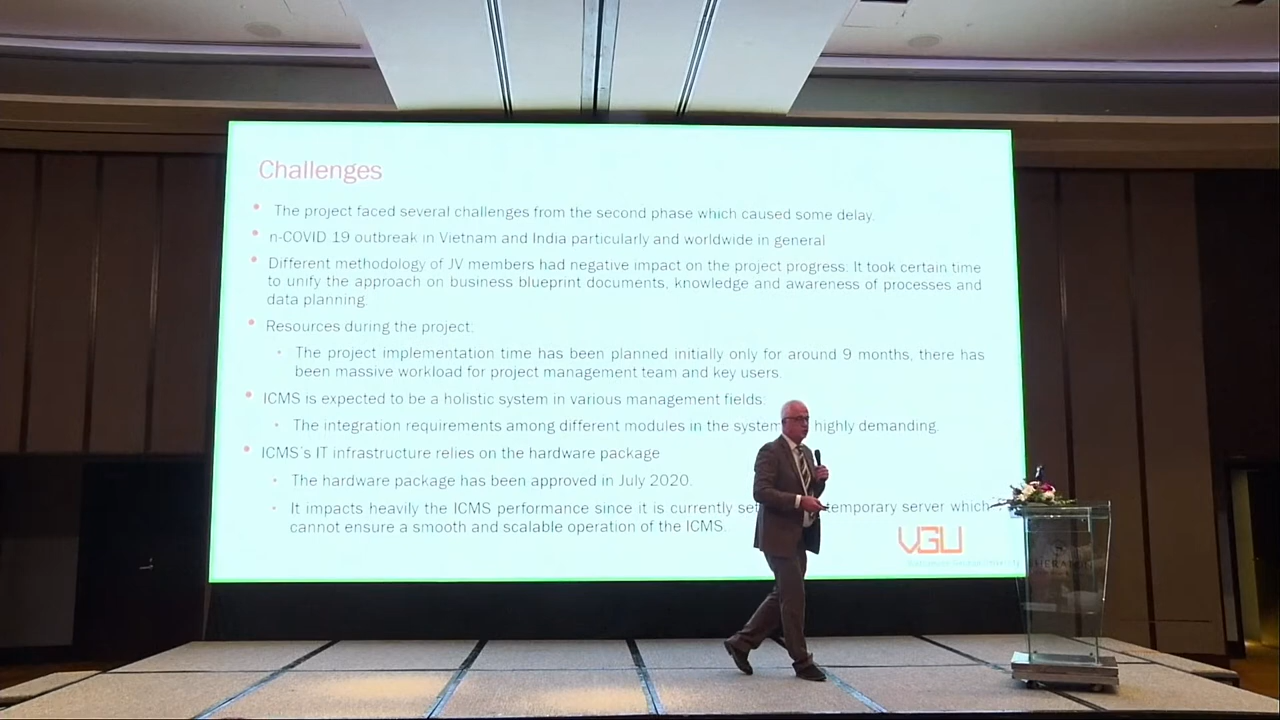 Challenges
The project faced several challenges from the second phase which caused some delay.
n-COVID 19 outbreak in Vietnam and India particularly and worldwide in general
Different methodology of JV members had negative impact on the project progress. It took certain time
to unify the approach on business blueprint documents, knowledge and awareness of processes and
data planning.
Resources during the project:
The project implementation time has been planned initially only for around 9 months, there has
been massive workload for project management team and key users.
ICMS is expected to be a holistic system in various management fields:
The integration requirements among different modules in the system highly demanding.
ICMS's IT infrastructure relies on the hardware package
The hardware package has been approved in July 2020.
It impacts heavily the ICMS performance since it is currently temporary server which
cannot ensure a smooth and scalable operation of the ICMS.
VGU